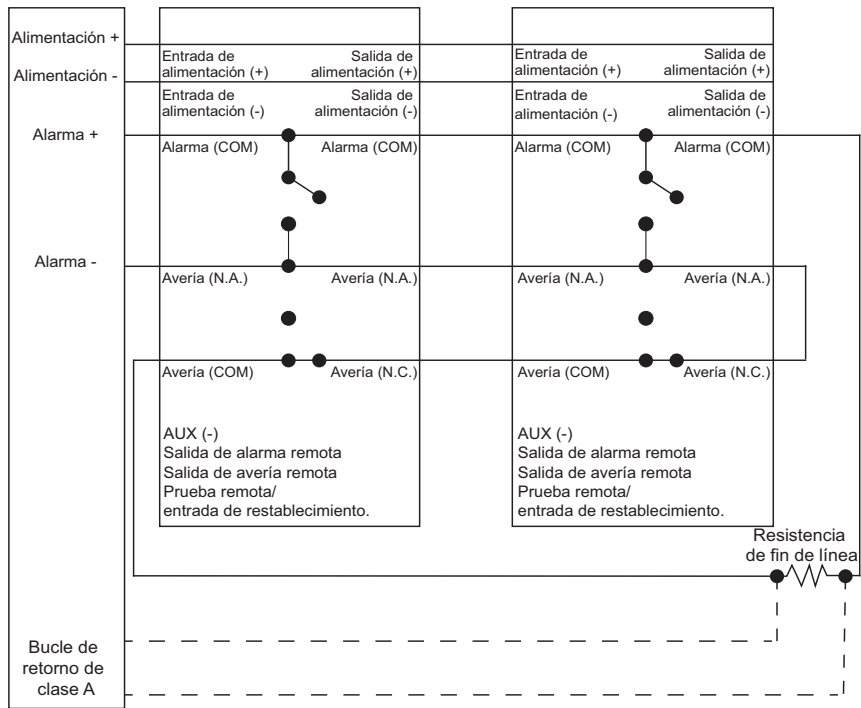 Alimentación +
Alimentación -
Alarma +
Alarma -
Bucle de
retorno de
clase A
Entrada de
alimentación (+)
Salida de
alimentación (+)
Entrada de
alimentación (-)
Salida de
alimentación (-)
Alarma (COM)
Alarma (COM)
Avería (N.A.)
Avería (N.A.)
Avería (COM)
Avería (N.C.)
AUX (-)
Salida de alarma remota
Salida de avería remota
Prueba remota/
entrada de restablecimiento.
Entrada de
alimentación (+)
Salida de
alimentación (+)
Entrada de
alimentación (-)
Salida de
alimentación (-)
Alarma (COM)
Alarma (COM)
Avería (N.A.)
Avería (N.A.)
Avería (COM)
Avería (N.C.)
AUX (-)
Salida de alarma remota
Salida de avería remota
Prueba remota/
entrada de restablecimiento.
Resistencia
de fin de línea